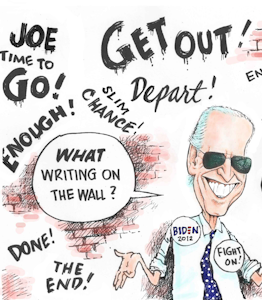 JOE
TIME TO
GO!
GET OUT!
Depart!
EN
SLIM
CHANCE!
ENOUGH!
WHAT
WRITING ON
THE WALL?
DONE!
THE
END!
BIDEN
2012
FIGHT
ON!